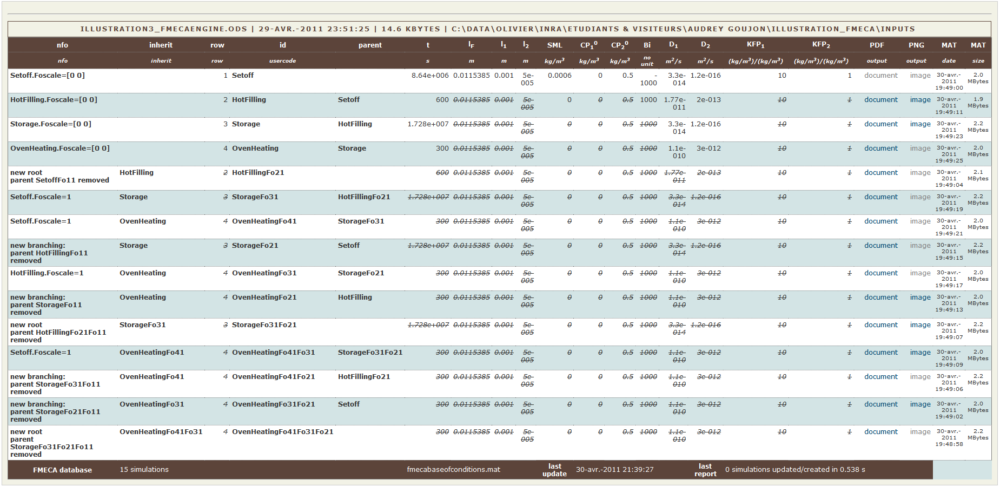 ILLUSTRATION3_FMECAENGINE.ODS | 29-AVR.-2011 23:51:25 | 14.6 KBYTES | C:\DATA\OLIVIER\INRA\ETUDIANTS & VISITEURS\AUDREY GOUJON\ILLUSTRATION_FMECA\INPUTS
nfo inherit row id parent t lF l1 l2 SML CP1^0 CP2^0 Bi D1 D2 KFP1 KFP2 PDF PNG MAT MAT
nfo inherit row usercode s m m m kg/m3 kg/m3 kg/m3 no unit m2/s m2/s (kg/m3)/(kg/m3) (kg/m3)/(kg/m3) output output date size
Setoff.Foscale=[0 0] 1 Setoff 8.64e+006 0.0115385 0.001 5e-005 0.0006 0 0.5 -1000 3.3e-014 1.2e-016 10 1 document image 30-avr.-2011 19:49:00 2.0 MBytes
HotFilling.Foscale=[0 0] 2 HotFilling Setoff 600 0.0115385 0.001 5e-005 0 0 0.5 1000 1.77e-011 2e-013 10 1 document image 30-avr.-2011 19:49:11 1.9 MBytes
Storage.Foscale=[0 0] 3 Storage HotFilling 1.728e+007 0.0115385 0.001 5e-005 0 0 0.5 1000 3.3e-014 1.2e-016 10 1 document image 30-avr.-2011 19:49:23 2.2 MBytes
OvenHeating.Foscale=[0 0] 4 OvenHeating Storage 300 0.0115385 0.001 5e-005 0 0 0.5 1000 1.1e-010 3e-012 10 1 document image 30-avr.-2011 19:49:25 2.0 MBytes
new root parent SetoffFo11 removed HotFilling 2 HotFillingFo21 600 0.0115385 0.001 5e-005 0 0 0.5 1000 1.77e-011 2e-013 10 1 document image 30-avr.-2011 19:49:04 2.1 MBytes
Setoff.Foscale=1 Storage 3 StorageFo31 HotFillingFo21 1.728e+007 0.0115385 0.001 5e-005 0 0 0.5 1000 3.3e-014 1.2e-016 10 1 document image 30-avr.-2011 19:49:19 2.2 MBytes
Setoff.Foscale=1 OvenHeating 4 OvenHeatingFo41 StorageFo31 300 0.0115385 0.001 5e-005 0 0 0.5 1000 1.1e-010 3e-012 10 1 document image 30-avr.-2011 19:49:21 2.0 MBytes
new branching: parent HotFillingFo11 removed Storage 3 StorageFo21 Setoff 1.728e+007 0.0115385 0.001 5e-005 0 0 0.5 1000 3.3e-014 1.2e-016 10 1 document image 30-avr.-2011 19:49:15 2.2 MBytes
HotFilling.Foscale=1 OvenHeating 4 OvenHeatingFo31 StorageFo21 300 0.0115385 0.001 5e-005 0 0 0.5 1000 1.1e-010 3e-012 10 1 document image 30-avr.-2011 19:49:17 2.0 MBytes
new branching: parent StorageFo11 removed OvenHeating 4 OvenHeatingFo21 HotFilling 300 0.0115385 0.001 5e-005 0 0 0.5 1000 1.1e-010 3e-012 10 1 document image 30-avr.-2011 19:49:13 2.0 MBytes
new root parent HotFillingFo21Fo11 removed StorageFo31 3 StorageFo31Fo21 1.728e+007 0.0115385 0.001 5e-005 0 0 0.5 1000 3.3e-014 1.2e-016 10 1 document image 30-avr.-2011 19:49:07 2.2 MBytes
Setoff.Foscale=1 OvenHeatingFo41 4 OvenHeatingFo41Fo31 StorageFo31Fo21 300 0.0115385 0.001 5e-005 0 0 0.5 1000 1.1e-010 3e-012 10 1 document image 30-avr.-2011 19:49:09 2.0 MBytes
new branching: parent StorageFo31Fo11 removed OvenHeatingFo41 4 OvenHeatingFo41Fo21 HotFillingFo21 300 0.0115385 0.001 5e-005 0 0 0.5 1000 1.1e-010 3e-012 10 1 document image 30-avr.-2011 19:49:06 2.2 MBytes
new branching: parent StorageFo21Fo11 removed OvenHeatingFo31 4 OvenHeatingFo31Fo21 Setoff 300 0.0115385 0.001 5e-005 0 0 0.5 1000 1.1e-010 3e-012 10 1 document image 30-avr.-2011 19:49:02 2.0 MBytes
new root parent StorageFo31Fo21Fo11 removed OvenHeatingFo41Fo31 4 OvenHeatingFo41Fo31Fo21 300 0.0115385 0.001 5e-005 0 0 0.5 1000 1.1e-010 3e-012 10 1 document image 30-avr.-2011 19:48:58 2.2 MBytes
FMECA database 15 simulations fmecabaseofconditions.mat last update 30-avr.-2011 21:39:27 last report 0 simulations updated/created in 0.538 s